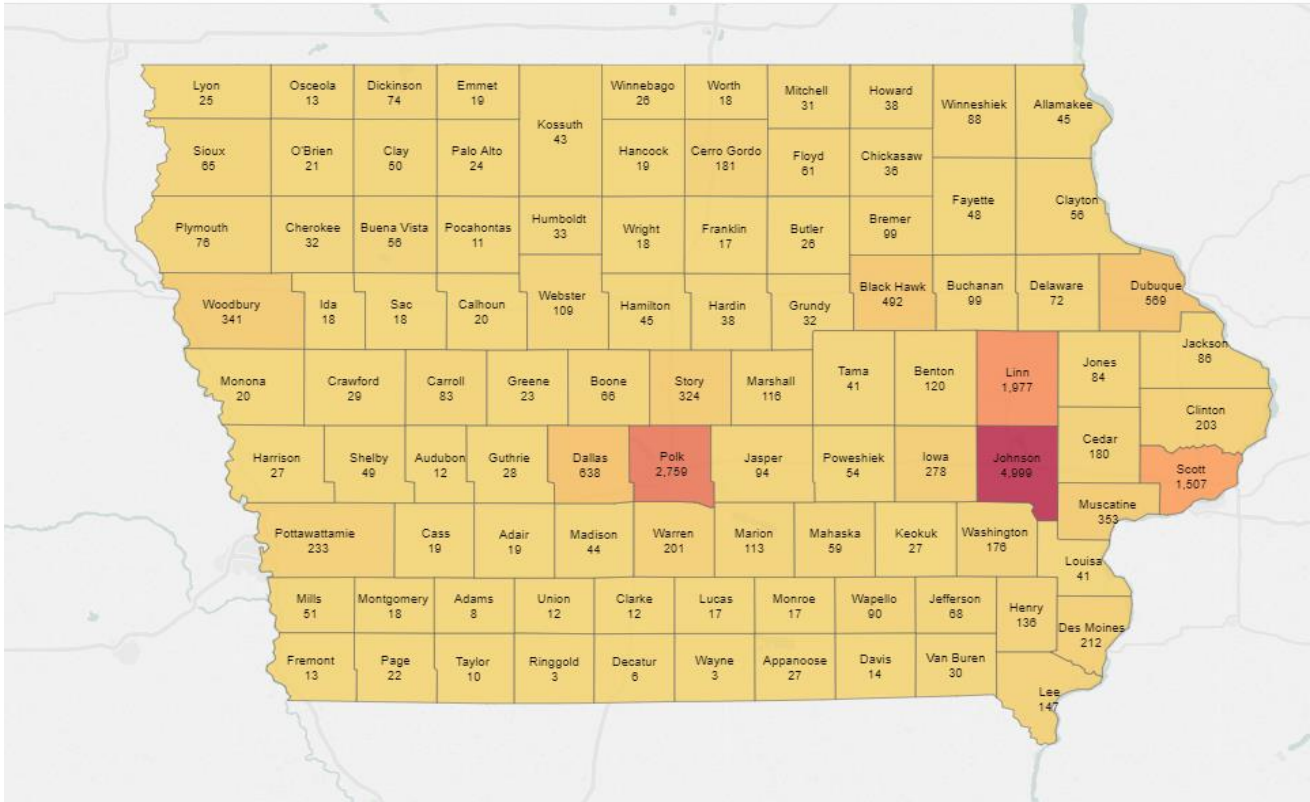 Lyon
25
Osceola
13
Dickinson
74
Emmet
19
Kossuth
43
Winnebago
26
Worth
18
Mitchell
31
Howard
38
Winneshiek
88
Allamakee
45
Sioux
65
O'Brien
21
Clay
50
Palo Alto
24
Hancock
19
Cerro Gordo
181
Floyd
61
Chickasaw
36
Fayette
48
Clayton
56
Plymouth
76
Cherokee
32
Buena Vista
56
Pocahontas
11
Humboldt
33
Wright
18
Franklin
17
Butler
26
Bremer
99
Woodbury
341
Ida
18
Sac
18
Calhoun
20
Webster
109
Hamilton
45
Hardin
38
Grundy
32
Black Hawk
492
Buchanan
99
Delaware
72
Dubuque
569
Monona
20
Crawford
29
Carroll
83
Greene
23
Boone
66
Story
324
Marshall
116
Tama
41
Benton
120
Linn
1,977
Jones
84
Jackson
86
Clinton
203
Harrison
27
Shelby
49
Audubon
12
Guthrie
28
Dallas
638
Polk
2,759
Jasper
94
Poweshiek
54
Iowa
278
Johnson
4,999
Cedar
180
Scott
1,507
Muscatine
353
Pottawattamie
233
Cass
19
Adair
19
Madison
44
Warren
201
Marion
113
Mahaska
59
Keokuk
27
Washington
176
Louisa
41
Mills
51
Montgomery
18
Adams
8
Union
12
Clarke
12
Lucas
17
Monroe
17
Wapello
90
Jefferson
68
Henry
136
Des Moines
212
Fremont
13
Page
22
Taylor
10
Ringgold
3
Decatur
6
Wayne
3
Appanoose
27
Davis
14
Van Buren
30
Lee
147